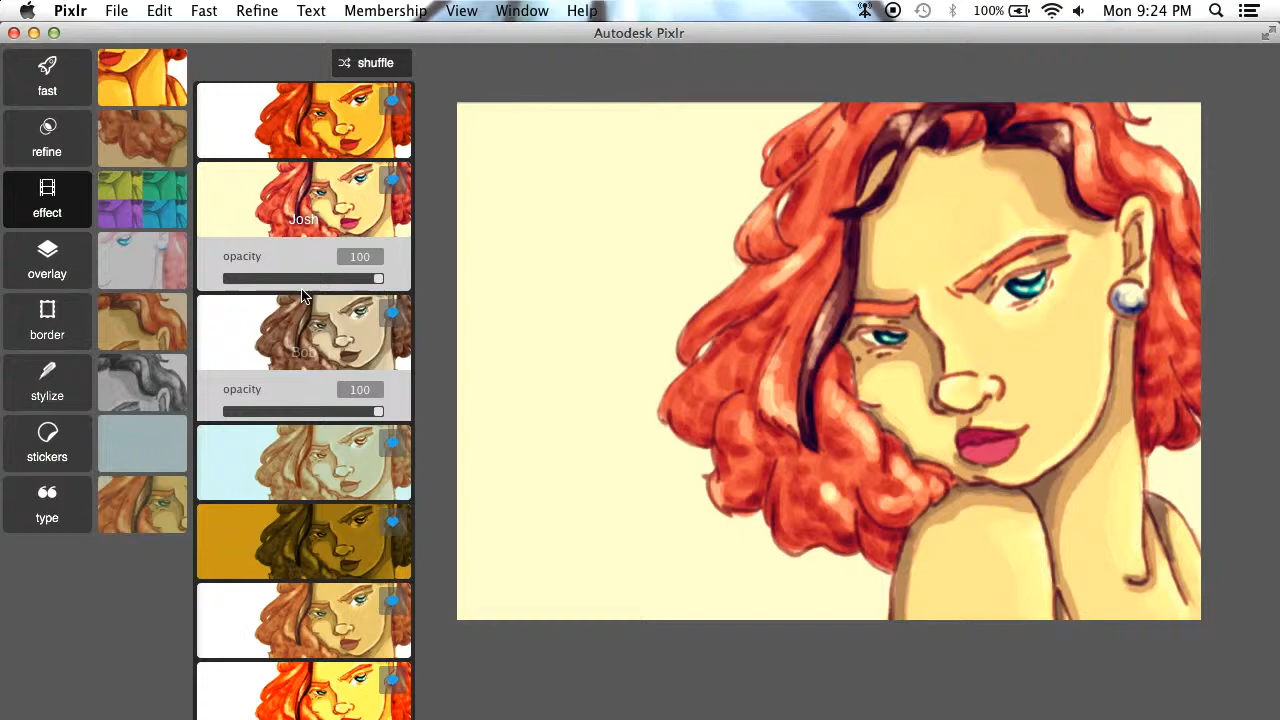 Pixlr File Edit Fast Refine Text Membership View Window Help 100% Mon 9:24 PM
Autodesk Pixlr
shuffle
fast
refine
effect
Josh
opacity 100
overlay
border
Bob
opacity 100
stylize
stickers
type